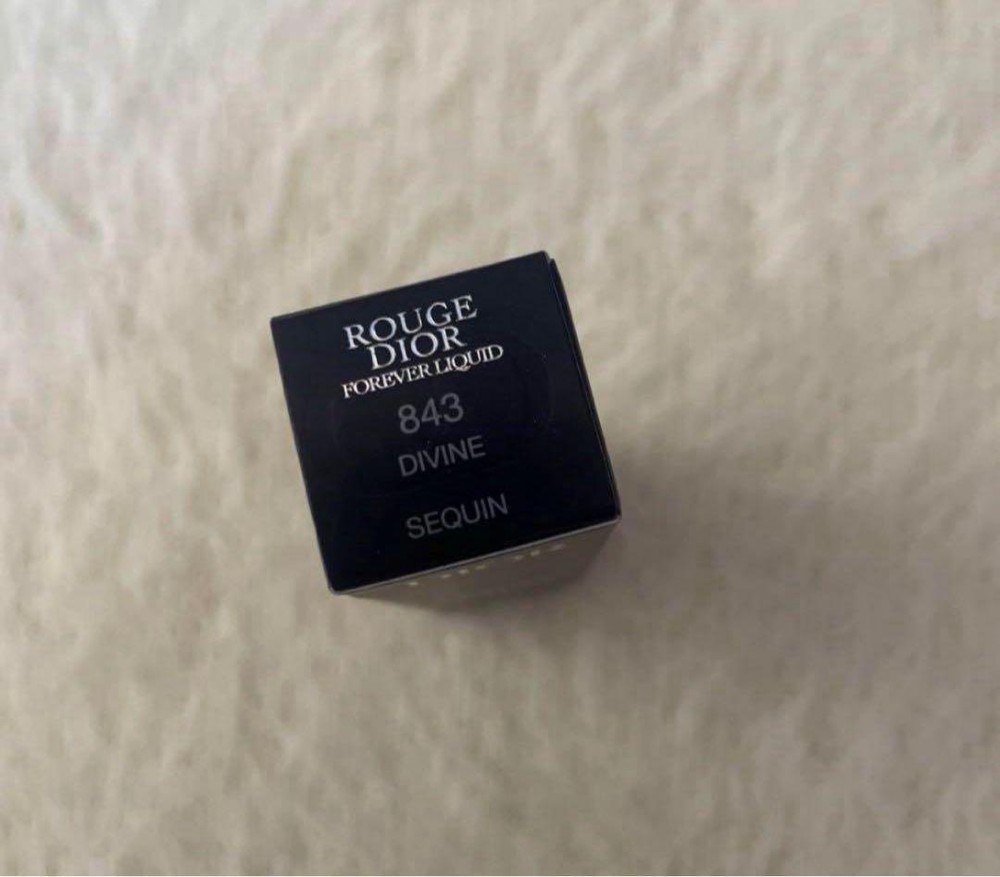 ROUGE
DIOR
FOREVER LIQUID
843
DIVINE
SEQUIN